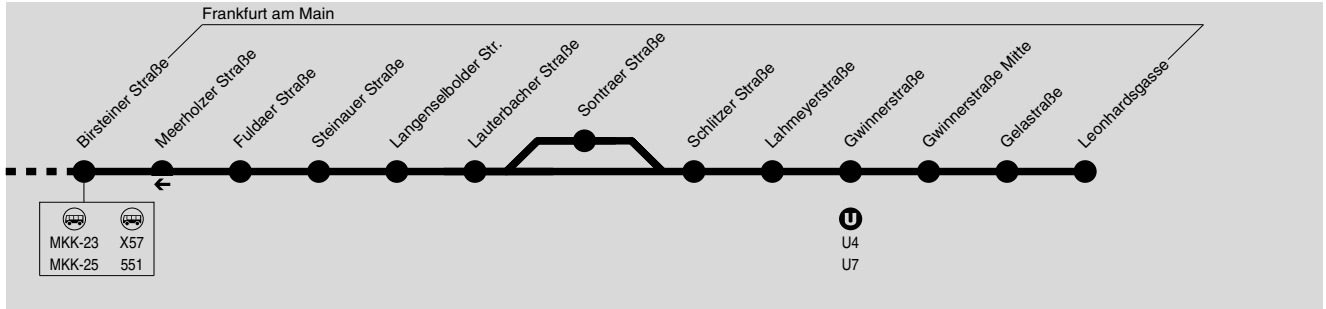 Frankfurt am Main
Birsteiner Straße
Meerholzer Straße
Fuldaer Straße
Steinauer Straße
Langenselbolder Str.
Lauterbacher Straße
Sontraer Straße
Schlitzer Straße
Lahmeyerstraße
Gwinnerstraße
Gwinnerstraße Mitte
Gelastraße
Leonhardsgasse
MKK-23 X57
MKK-25 551
U
U4
U7